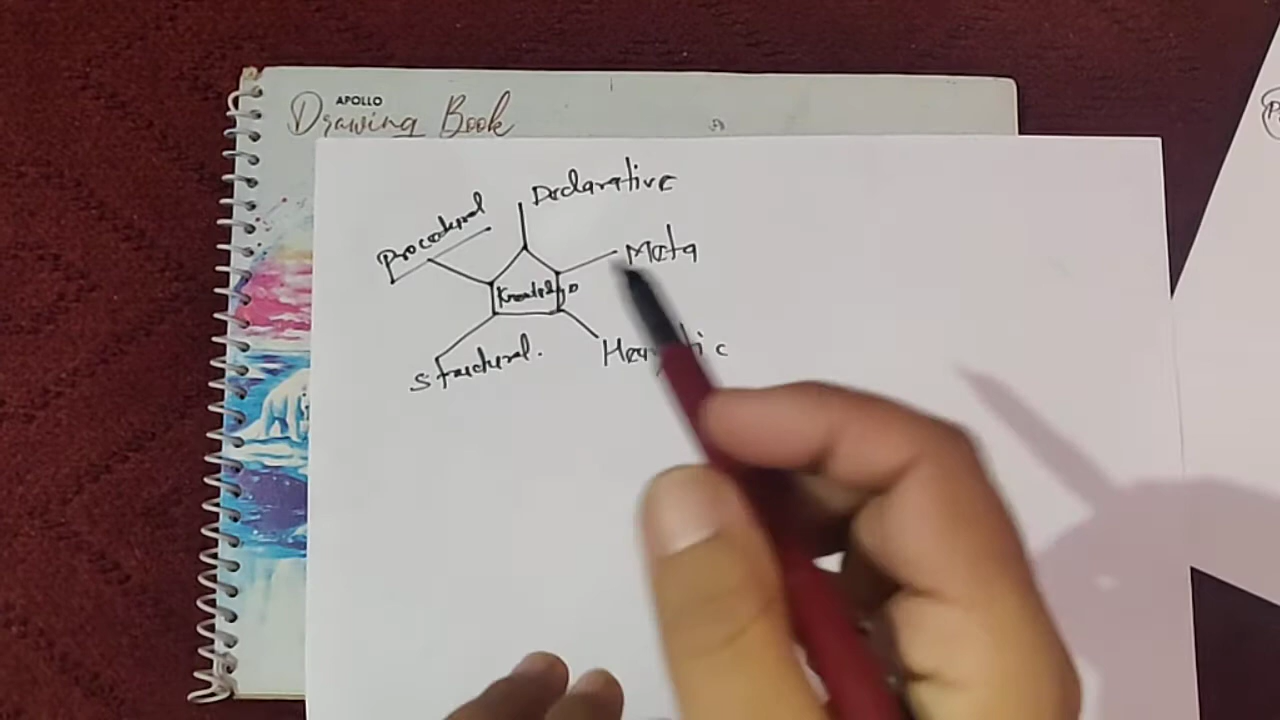 APOLLO
Drawing Book
Declarative
Procedural
Meta
Knowledge
Structural.